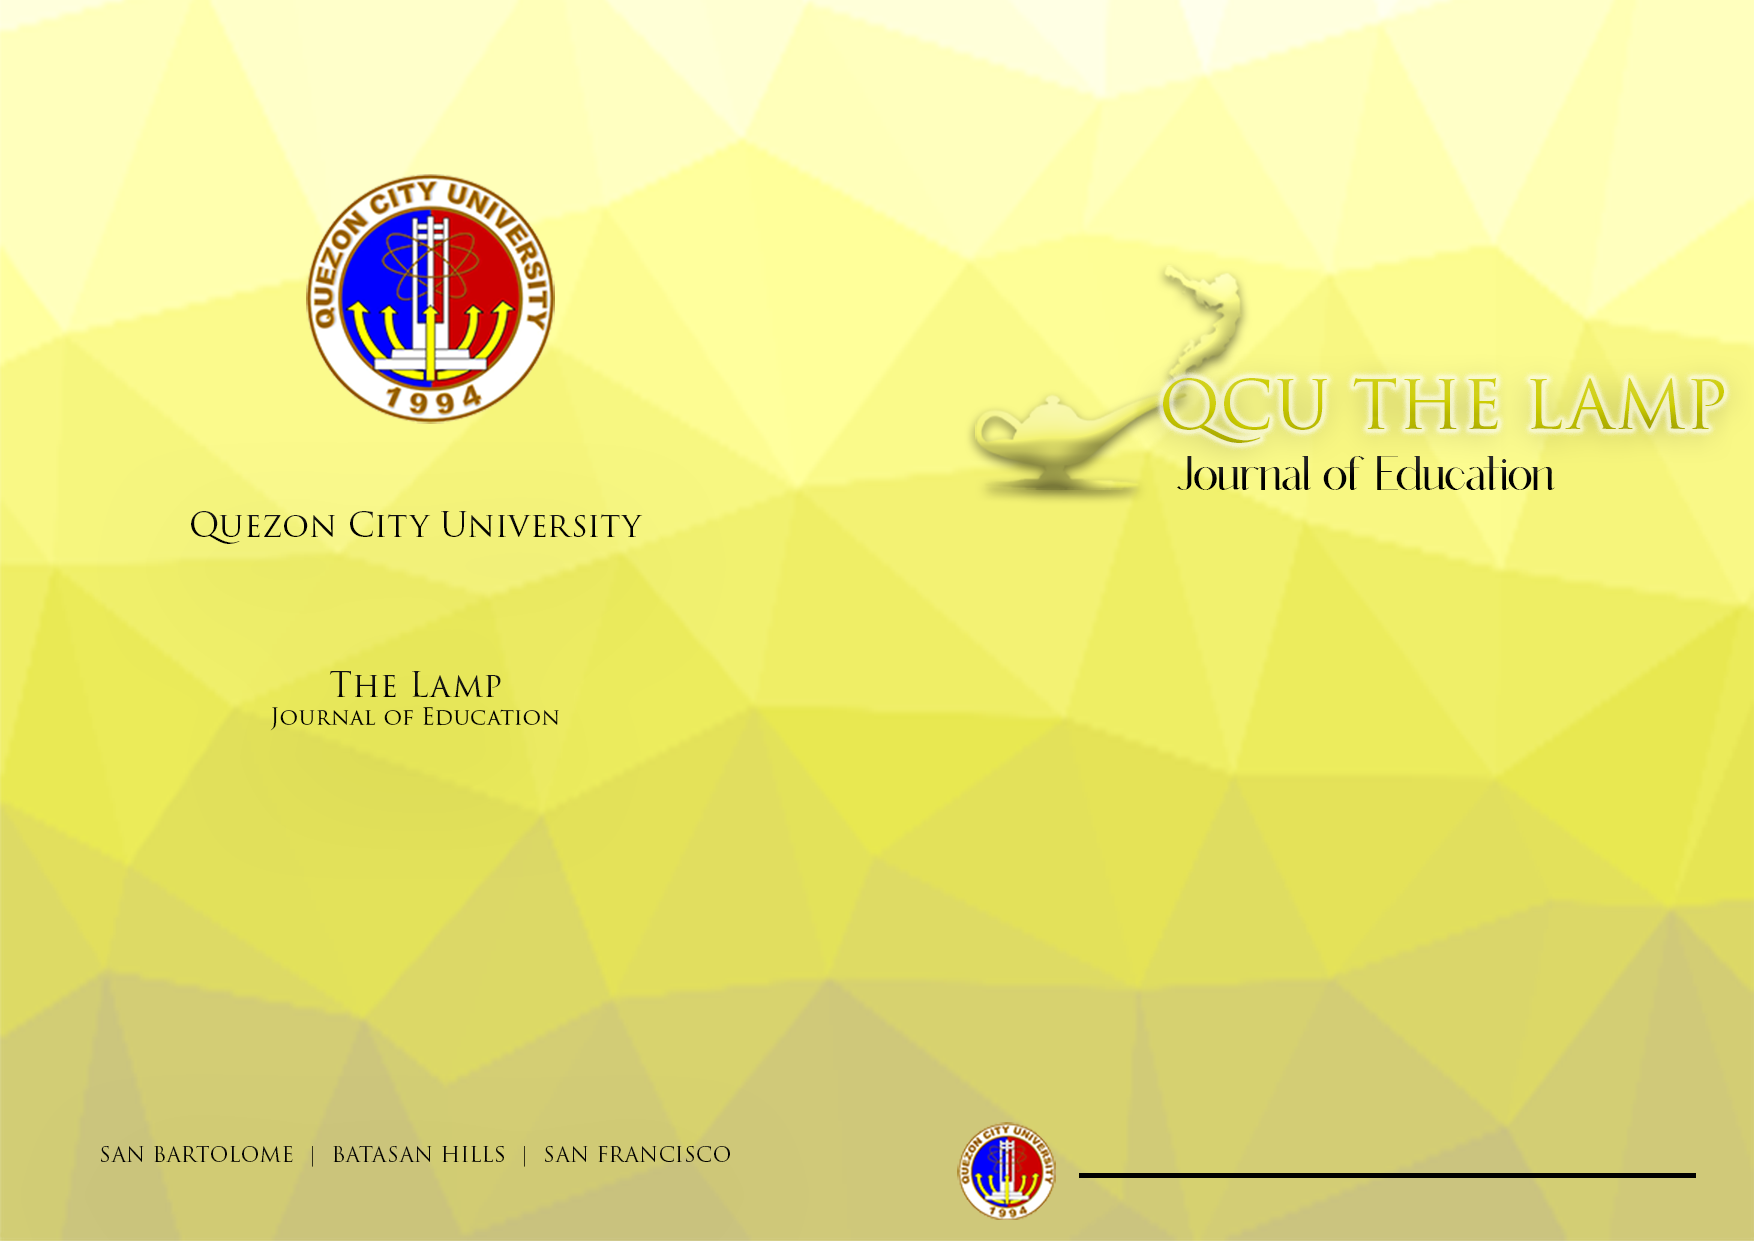 QUEZON CITY UNIVERSITY
1994
QUEZON CITY UNIVERSITY
THE LAMP
JOURNAL OF EDUCATION
SAN BARTOLOME | BATASAN HILLS | SAN FRANCISCO
QCU THE LAMP
Journal of Education
QUEZON CITY UNIVERSITY
1994